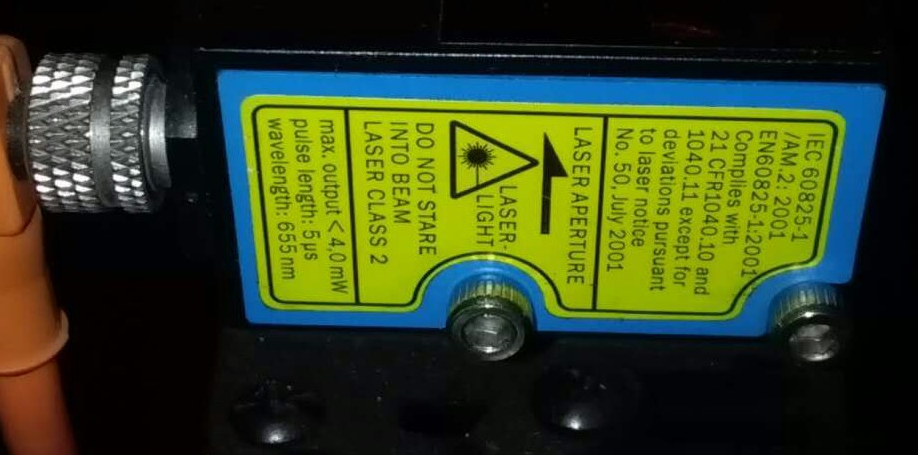 IEC 60825-1
/AM.2: 2001
EN60825-1:2001
Complies with
21 CFR1040.10 and
1040.11 except for
deviations pursuant
to laser notice
No. 50, July 2001
LASER APERTURE
LASER-
LIGHT
DO NOT STARE
INTO BEAM
LASER CLASS 2
max. output < 4,0 mW
pulse length: 5 µs
wavelength: 655 nm